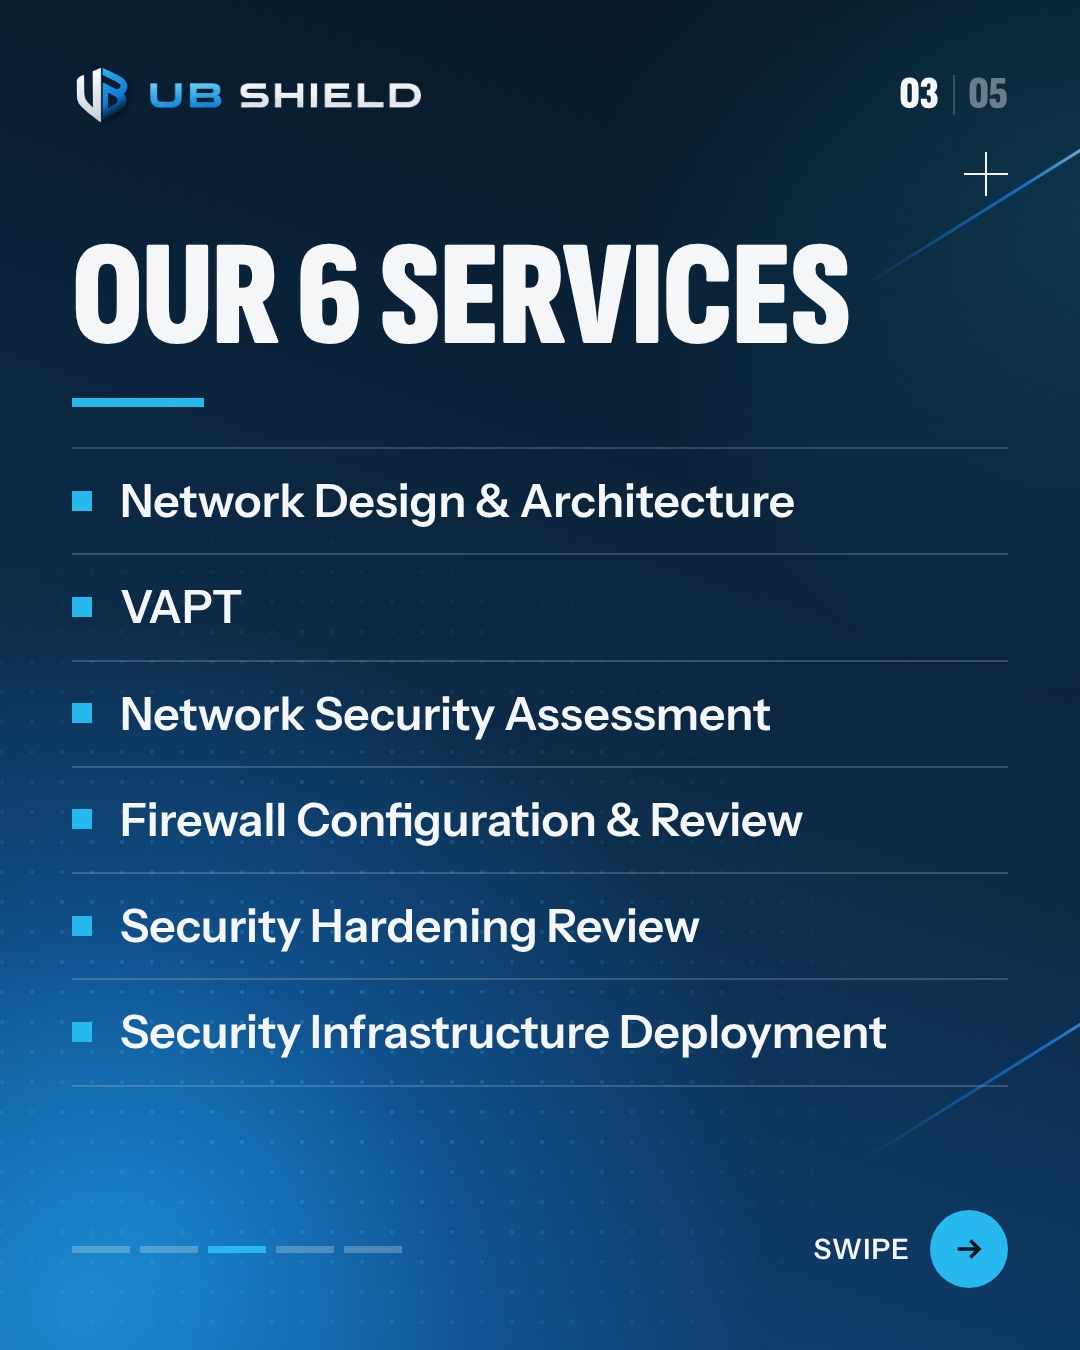 UB SHIELD
03 | 05
OUR 6 SERVICES
Network Design & Architecture
VAPT
Network Security Assessment
Firewall Configuration & Review
Security Hardening Review
Security Infrastructure Deployment
SWIPE